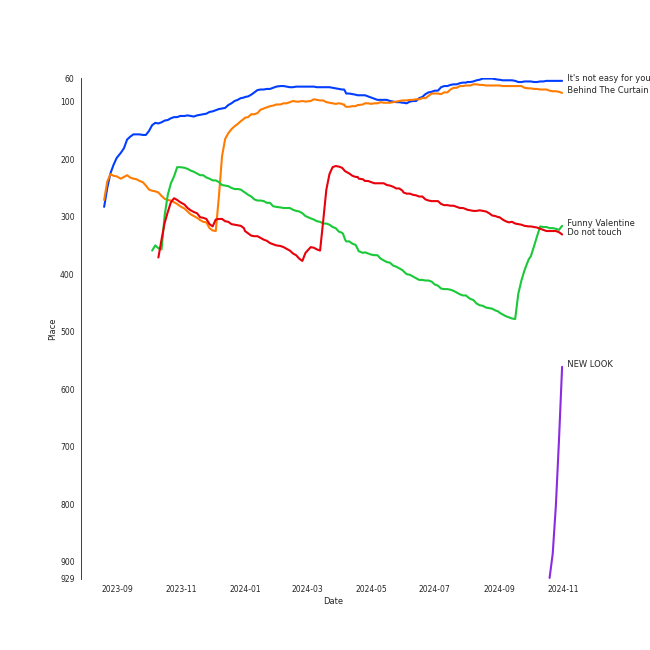 60
It's not easy for you
Behind The Curtain
100
200
300
Funny Valentine
Do not touch
400
Place
500
NEW LOOK
600
700
800
900
929
2023-09 2023-11 2024-01 2024-03 2024-05 2024-07 2024-09 2024-11
Date